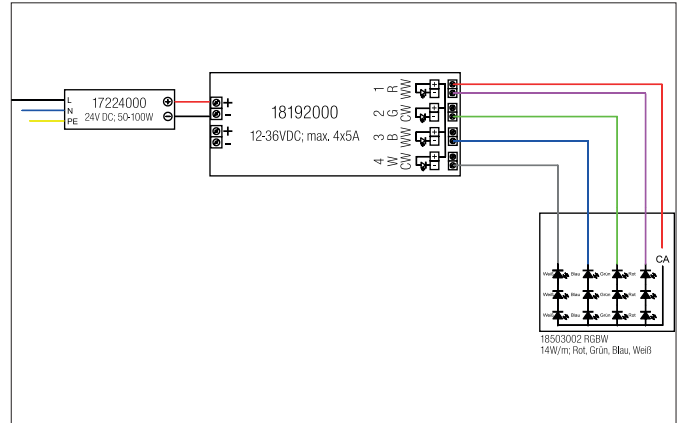 L
N
PE
17224000
24V DC; 50-100W
+
-
+
-
18192000
12-36VDC; max. 4x5A
1 R WW
2 G CW
3 B WW
4 W CW
+
-
+
-
+
-
+
-
CA
Weiß Blau Grün Rot
Weiß Blau Grün Rot
Weiß Blau Grün Rot
18503002 RGBW
14W/m; Rot, Grün, Blau, Weiß